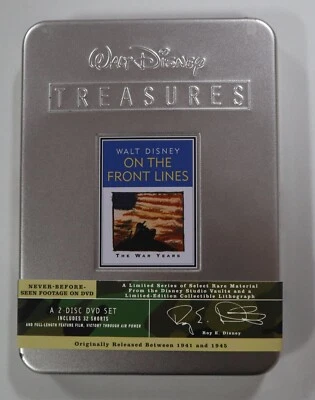 WALT DISNEY
TREASURES
WALT DISNEY
ON THE
FRONT LINES
THE WAR YEARS
NEVER-BEFORE-
SEEN FOOTAGE ON DVD
A 2 DISC DVD SET
INCLUDES 32 SHORTS
AND FULL-LENGTH FEATURE FILM, VICTORY THROUGH AIR POWER
A Limited Series of Select Rare Material
From the Disney Studio Vaults and a
Limited-Edition Collectible Lithograph
Roy E. Disney
Roy E. Disney
Originally Released Between 1941 and 1945